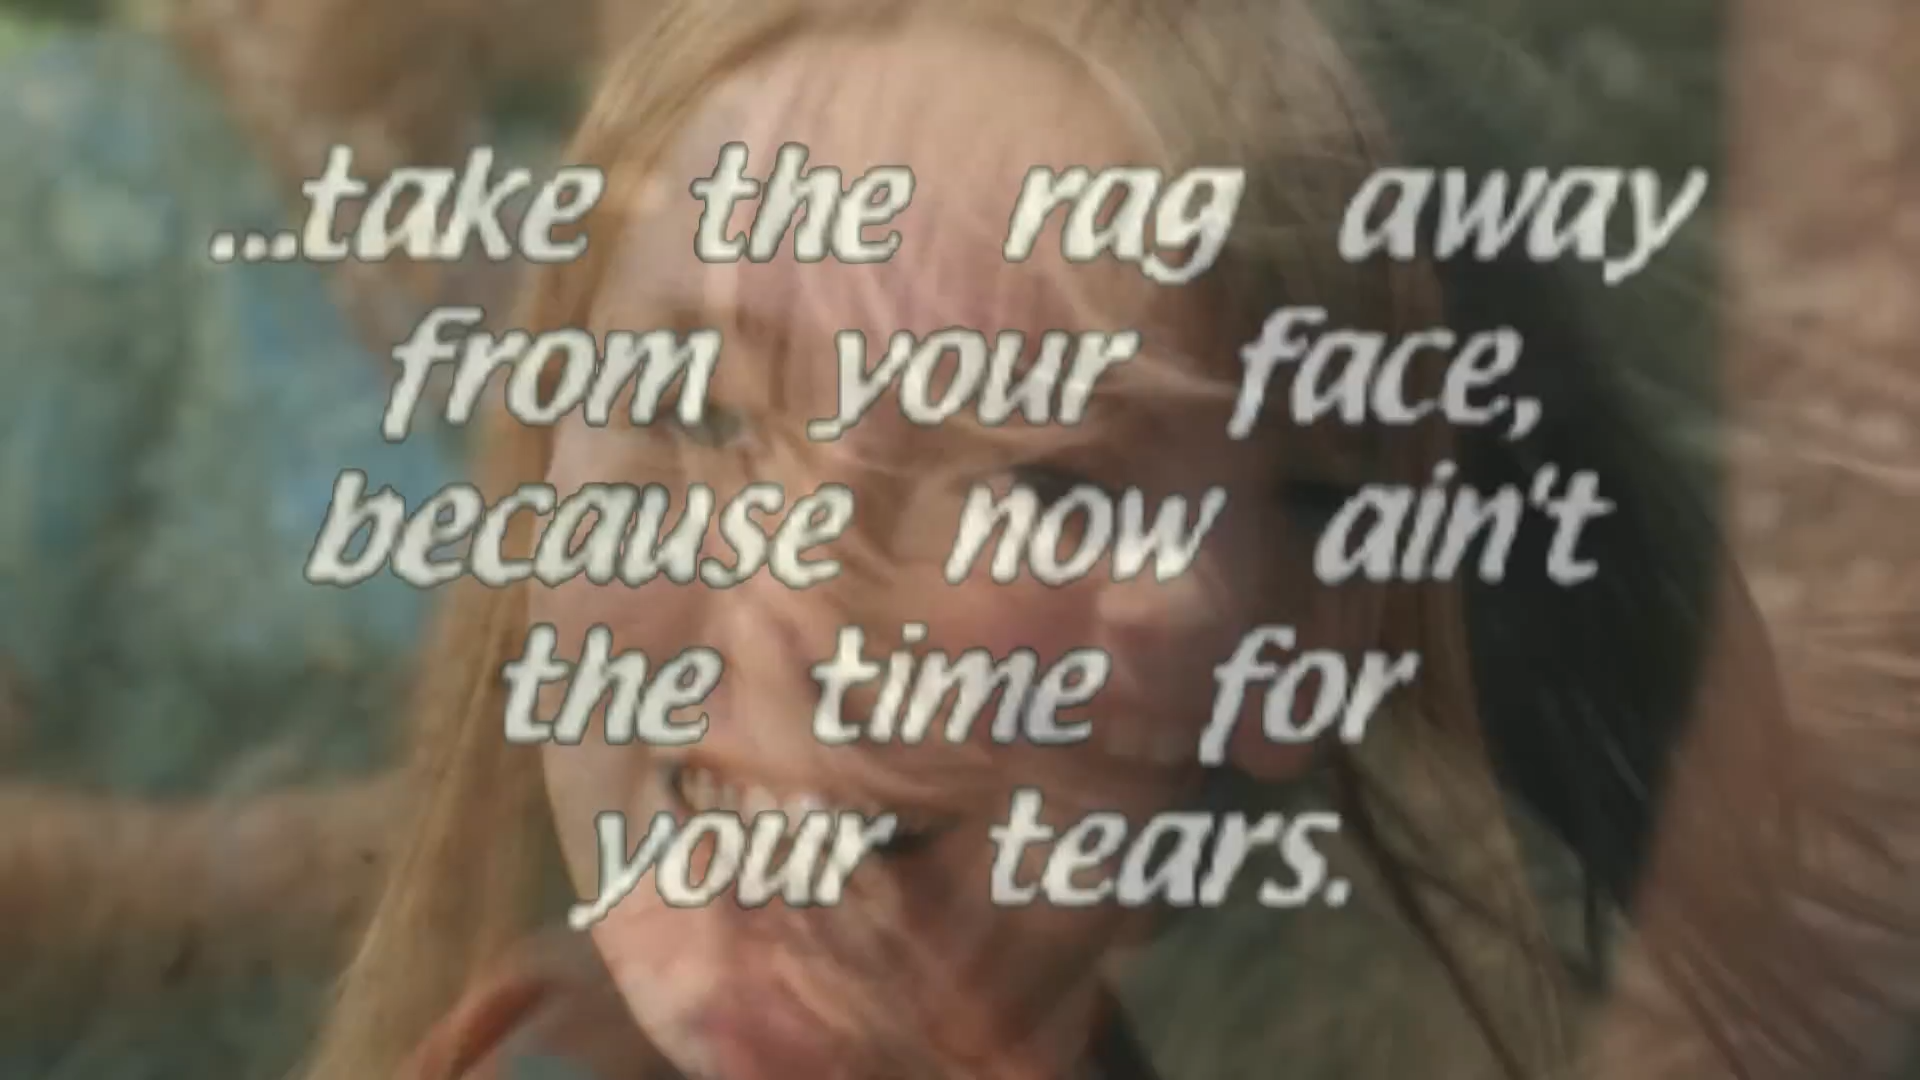 ...take the rag away
from your face,
because now ain't
the time for
your tears.